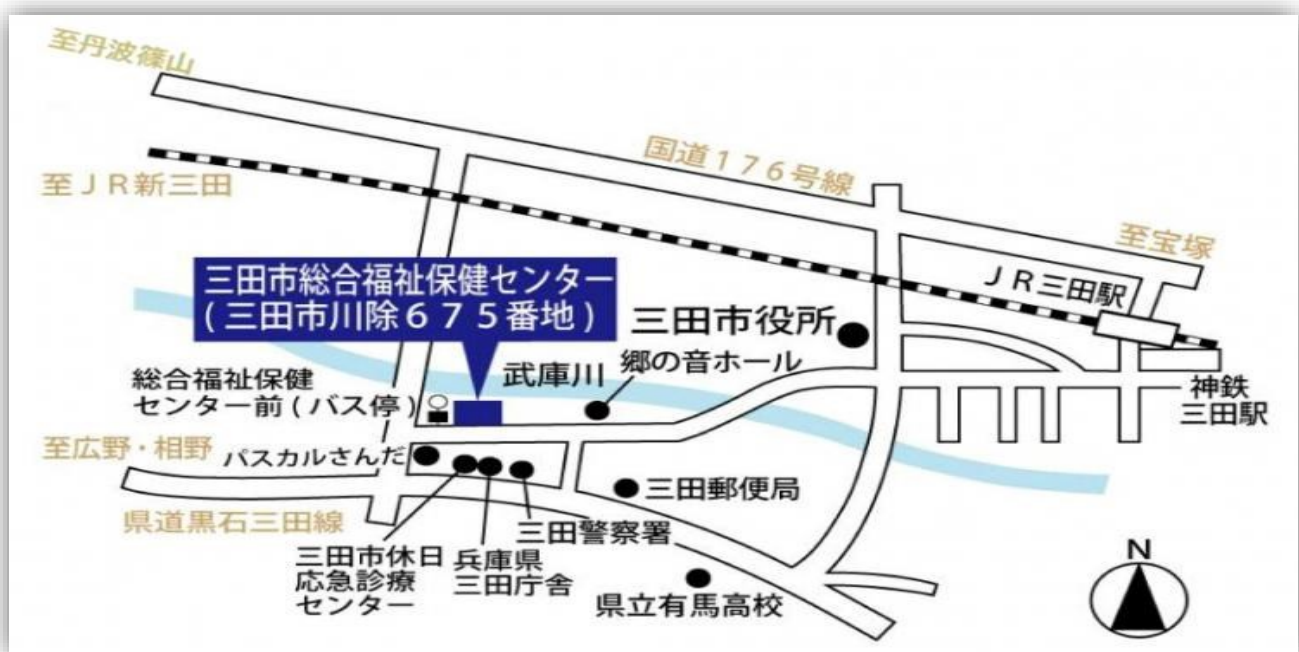 至丹波篠山
国道１７６号線
至ＪＲ新三田
至宝塚
ＪＲ三田駅
三田市総合福祉保健センター
(三田市川除６７５番地)
三田市役所
郷の音ホール
武庫川
総合福祉保健
センター前(バス停)
神鉄
三田駅
至広野・相野
パスカルさんだ
三田郵便局
県道黒石三田線
三田警察署
三田市休日
応急診療
センター
兵庫県
三田庁舎
県立有馬高校
N